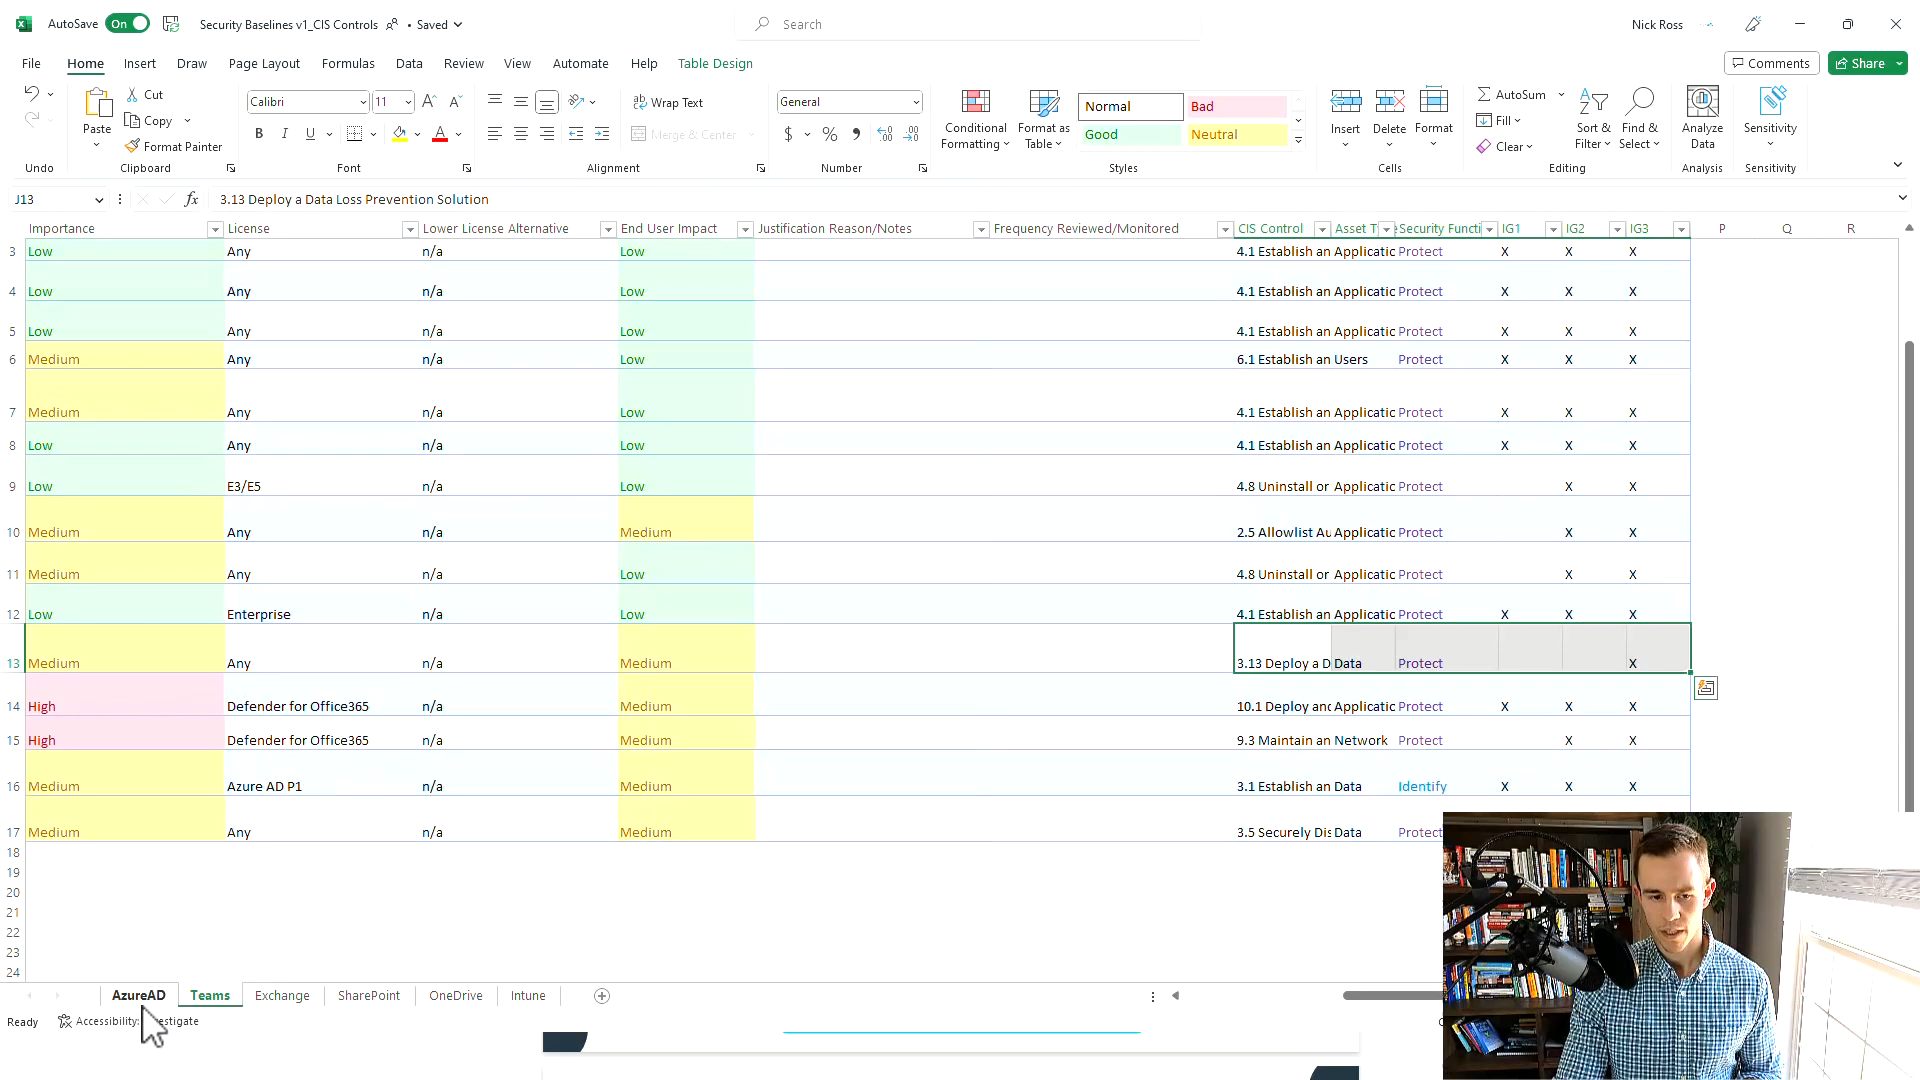 AutoSave On Security Baselines v1_CIS Controls • Saved Search Nick Ross
File Home Insert Draw Page Layout Formulas Data Review View Automate Help Table Design Comments Share
Paste Cut Copy Format Painter
Calibri 11 B I U A A A
Wrap Text Merge & Center
General $ % 9
Conditional Formatting Format as Table
Normal Bad Good Neutral
Insert Delete Format
AutoSum Fill Clear Sort & Filter Find & Select
Analyze Data Sensitivity
Undo Clipboard Font Alignment Number Styles Cells Editing Analysis Sensitivity
J13 fx 3.13 Deploy a Data Loss Prevention Solution
Importance License Lower License Alternative End User Impact Justification Reason/Notes Frequency Reviewed/Monitored CIS Control Asset T Security Functi IG1 IG2 IG3 P Q R
3 Low Any n/a Low 4.1 Establish an Applicatic Protect X X X
4 Low Any n/a Low 4.1 Establish an Applicatic Protect X X X
5 Low Any n/a Low 4.1 Establish an Applicatic Protect X X X
6 Medium Any n/a Low 6.1 Establish an Users Protect X X X
7 Medium Any n/a Low 4.1 Establish an Applicatic Protect X X X
8 Low Any n/a Low 4.1 Establish an Applicatic Protect X X X
9 Low E3/E5 n/a Low 4.8 Uninstall or Applicatic Protect X X
10 Medium Any n/a Medium 2.5 Allowlist Au Applicatic Protect X X
11 Medium Any n/a Low 4.8 Uninstall or Applicatic Protect X X
12 Low Enterprise n/a Low 4.1 Establish an Applicatic Protect X X X
13 Medium Any n/a Medium 3.13 Deploy a D Data Protect X
14 High Defender for Office365 n/a Medium 10.1 Deploy anc Applicatic Protect X X X
15 High Defender for Office365 n/a Medium 9.3 Maintain an Network Protect X X
16 Medium Azure AD P1 n/a Medium 3.1 Establish an Data Identify X X X
17 Medium Any n/a Medium 3.5 Securely Dis Data Protect
18
19
20
21
22
23
24
AzureAD Teams Exchange SharePoint OneDrive Intune
Ready Accessibility: estigate